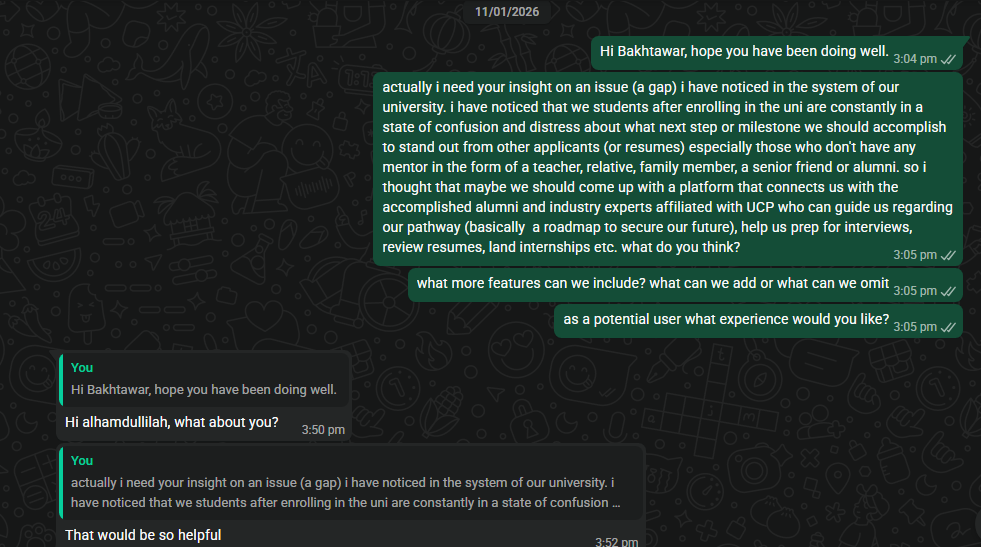 11/01/2026
Hi Bakhtawar, hope you have been doing well.
3:04 pm
actually i need your insight on an issue (a gap) i have noticed in the system of our
university. i have noticed that we students after enrolling in the uni are constantly in a
state of confusion and distress about what next step or milestone we should accomplish
to stand out from other applicants (or resumes) especially those who don't have any
mentor in the form of a teacher, relative, family member, a senior friend or alumni. so i
thought that maybe we should come up with a platform that connects us with the
accomplished alumni and industry experts affiliated with UCP who can guide us regarding
our pathway (basically a roadmap to secure our future), help us prep for interviews,
review resumes, land internships etc. what do you think?
3:05 pm
what more features can we include? what can we add or what can we omit
3:05 pm
as a potential user what experience would you like?
3:05 pm
You
Hi Bakhtawar, hope you have been doing well.
Hi alhamdullilah, what about you?
3:50 pm
You
actually i need your insight on an issue (a gap) i have noticed in the system of our university. i
have noticed that we students after enrolling in the uni are constantly in a state of confusion ...
That would be so helpful
3:52 pm